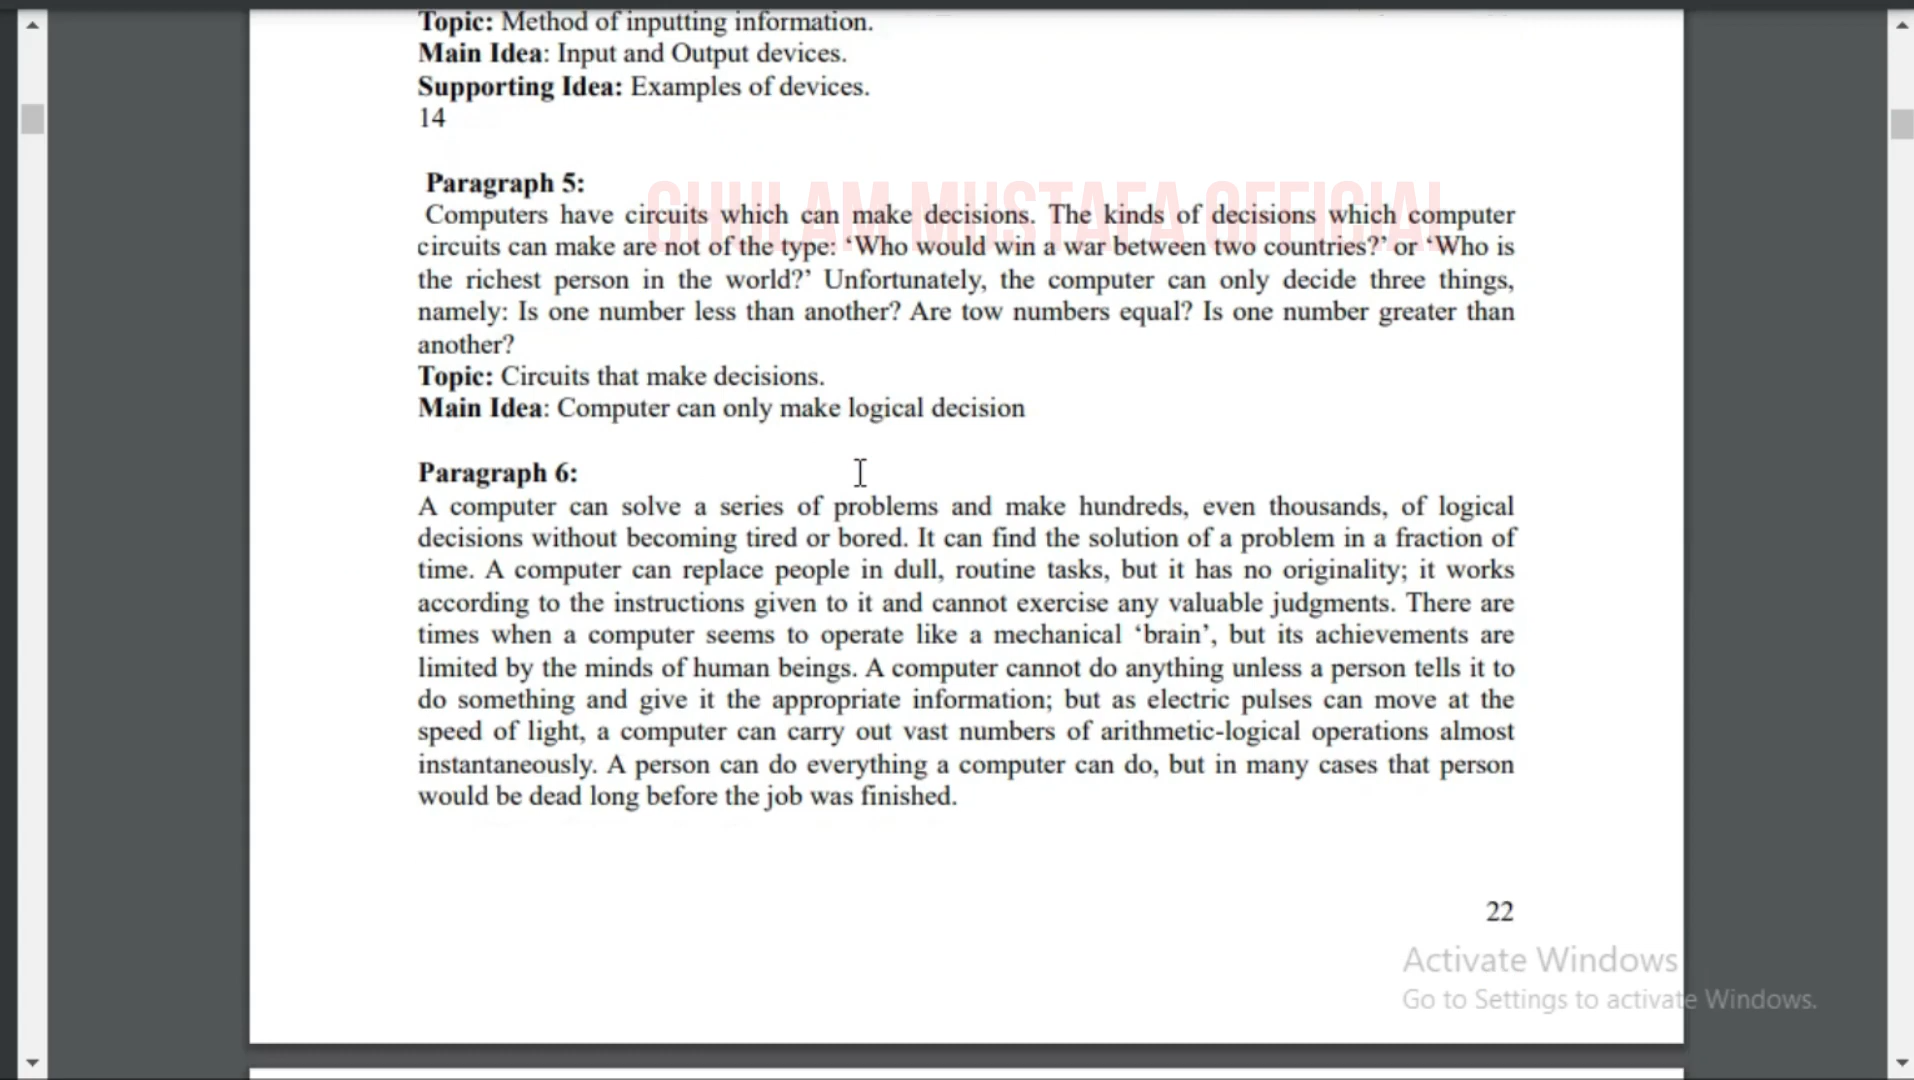 Topic: Method of inputting information.
Main Idea: Input and Output devices.
Supporting Idea: Examples of devices.
14
Paragraph 5:
GHULAM MUSTAFA OFFICIAL
Computers have circuits which can make decisions. The kinds of decisions which computer
circuits can make are not of the type: ‘Who would win a war between two countries?’ or ‘Who is
the richest person in the world?’ Unfortunately, the computer can only decide three things,
namely: Is one number less than another? Are tow numbers equal? Is one number greater than
another?
Topic: Circuits that make decisions.
Main Idea: Computer can only make logical decision
Paragraph 6:
A computer can solve a series of problems and make hundreds, even thousands, of logical
decisions without becoming tired or bored. It can find the solution of a problem in a fraction of
time. A computer can replace people in dull, routine tasks, but it has no originality; it works
according to the instructions given to it and cannot exercise any valuable judgments. There are
times when a computer seems to operate like a mechanical ‘brain’, but its achievements are
limited by the minds of human beings. A computer cannot do anything unless a person tells it to
do something and give it the appropriate information; but as electric pulses can move at the
speed of light, a computer can carry out vast numbers of arithmetic-logical operations almost
instantaneously. A person can do everything a computer can do, but in many cases that person
would be dead long before the job was finished.
22
Activate Windows
Go to Settings to activate Windows.